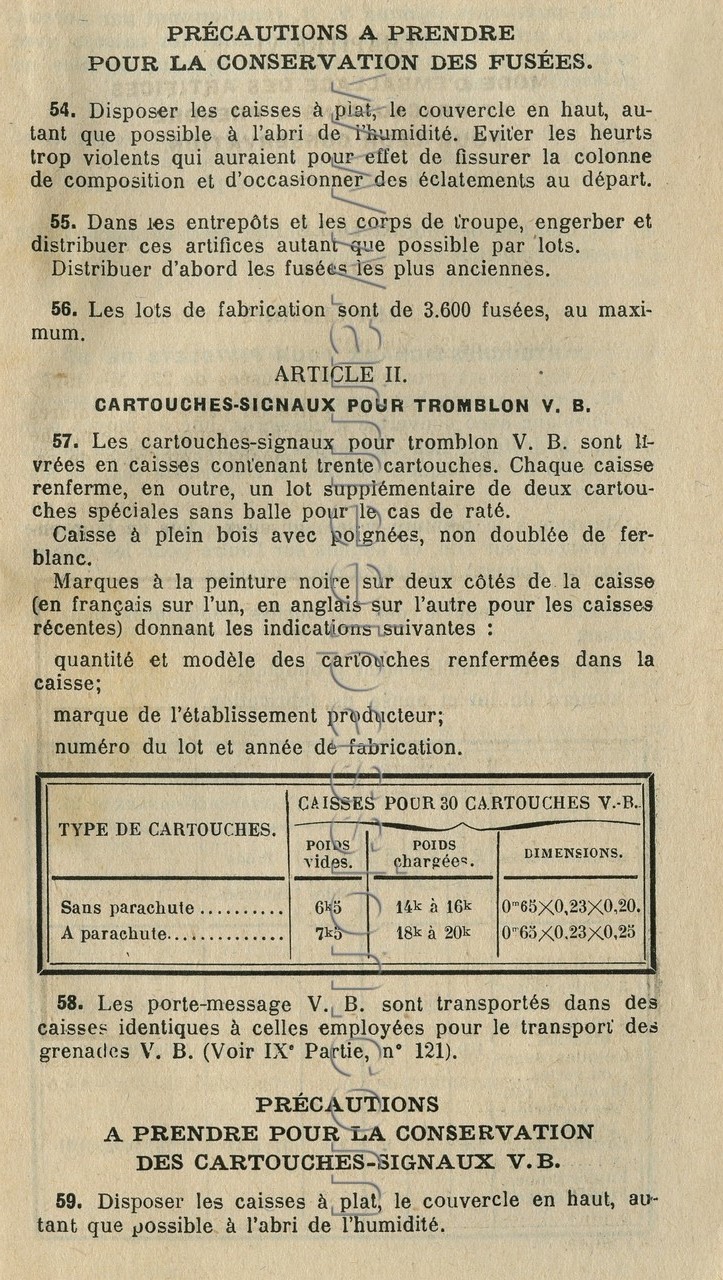 PRÉCAUTIONS A PRENDRE
POUR LA CONSERVATION DES FUSÉES.
54. Disposer les caisses à plat, le couvercle en haut, au-
tant que possible à l'abri de l'humidité. Eviter les heurts
trop violents qui auraient pour effet de fissurer la colonne
de composition et d'occasionner des éclatements au départ.
55. Dans les entrepôts et les corps de troupe, engerber et
distribuer ces artifices autant que possible par lots.
Distribuer d'abord les fusées les plus anciennes.
56. Les lots de fabrication sont de 3.600 fusées, au maxi-
mum.
ARTICLE II.
CARTOUCHES-SIGNAUX POUR TROMBLON V. B.
57. Les cartouches-signaux pour tromblon V. B. sont li-
vrées en caisses contenant trente cartouches. Chaque caisse
renferme, en outre, un lot supplémentaire de deux cartou-
ches spéciales sans balle pour le cas de raté.
Caisse à plein bois avec poignées, non doublée de fer-
blanc.
Marques à la peinture noire sur deux côtés de la caisse
(en français sur l'un, en anglais sur l'autre pour les caisses
récentes) donnant les indications suivantes :
quantité et modèle des cartouches renfermées dans la
caisse;
marque de l'établissement producteur;
numéro du lot et année de fabrication.
TYPE DE CARTOUCHES.
CAISSES POUR 30 CARTOUCHES V.-B.
POIDS vides.
POIDS chargées.
DIMENSIONS.
Sans parachute .......... 6k5 14k à 16k 0m65×0,23×0,20.
A parachute.............. 7k5 18k à 20k 0m65×0,23×0,25
58. Les porte-message V. B. sont transportés dans des
caisses identiques à celles employées pour le transport des
grenades V. B. (Voir IXe Partie, n° 121).
PRÉCAUTIONS
A PRENDRE POUR LA CONSERVATION
DES CARTOUCHES-SIGNAUX V. B.
59. Disposer les caisses à plat, le couvercle en haut, au-
tant que possible à l'abri de l'humidité.